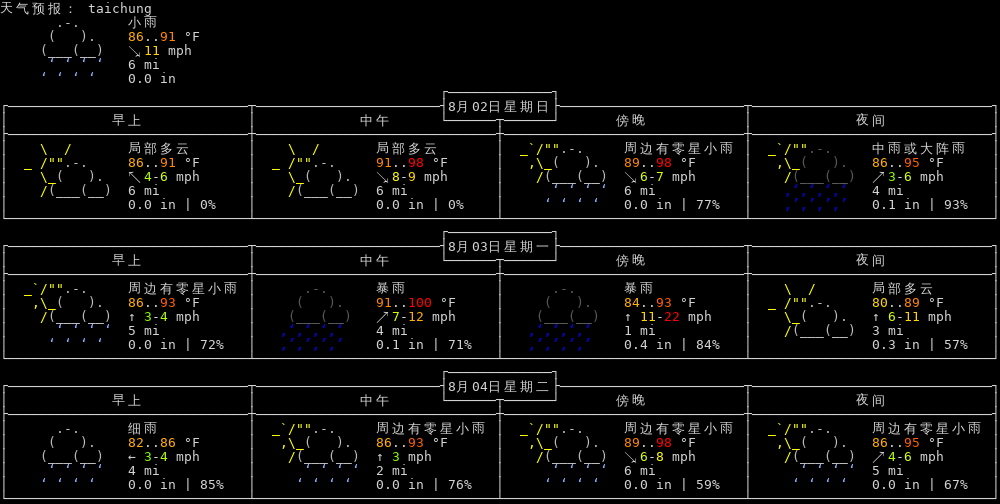 天气预报： taichung
小雨
86..91 °F
↘ 11 mph
6 mi
0.0 in
8月02日星期日
早上 中午 傍晚 夜间
局部多云 局部多云 周边有零星小雨 中雨或大阵雨
86..91 °F 91..98 °F 89..98 °F 86..95 °F
↖ 4-6 mph ↘ 8-9 mph ↘ 6-7 mph ↗ 3-6 mph
6 mi 6 mi 6 mi 4 mi
0.0 in | 0% 0.0 in | 0% 0.0 in | 77% 0.1 in | 93%
8月03日星期一
早上 中午 傍晚 夜间
周边有零星小雨 暴雨 暴雨 局部多云
86..93 °F 91..100 °F 84..93 °F 80..89 °F
↑ 3-4 mph ↗ 7-12 mph ↑ 11-22 mph ↑ 6-11 mph
5 mi 4 mi 1 mi 3 mi
0.0 in | 72% 0.1 in | 71% 0.4 in | 84% 0.3 in | 57%
8月04日星期二
早上 中午 傍晚 夜间
细雨 周边有零星小雨 周边有零星小雨 周边有零星小雨
82..86 °F 86..93 °F 89..98 °F 86..95 °F
← 3-4 mph ↑ 3 mph ↘ 6-8 mph ↗ 4-6 mph
4 mi 2 mi 6 mi 5 mi
0.0 in | 85% 0.0 in | 76% 0.0 in | 59% 0.0 in | 67%